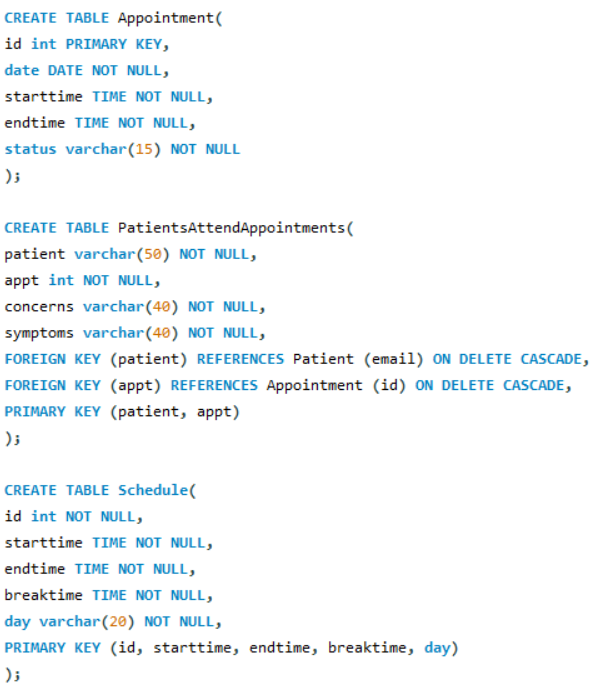 CREATE TABLE Appointment(
id int PRIMARY KEY,
date DATE NOT NULL,
starttime TIME NOT NULL,
endtime TIME NOT NULL,
status varchar(15) NOT NULL
);
CREATE TABLE PatientsAttendAppointments(
patient varchar(50) NOT NULL,
appt int NOT NULL,
concerns varchar(40) NOT NULL,
symptoms varchar(40) NOT NULL,
FOREIGN KEY (patient) REFERENCES Patient (email) ON DELETE CASCADE,
FOREIGN KEY (appt) REFERENCES Appointment (id) ON DELETE CASCADE,
PRIMARY KEY (patient, appt)
);
CREATE TABLE Schedule(
id int NOT NULL,
starttime TIME NOT NULL,
endtime TIME NOT NULL,
breaktime TIME NOT NULL,
day varchar(20) NOT NULL,
PRIMARY KEY (id, starttime, endtime, breaktime, day)
);